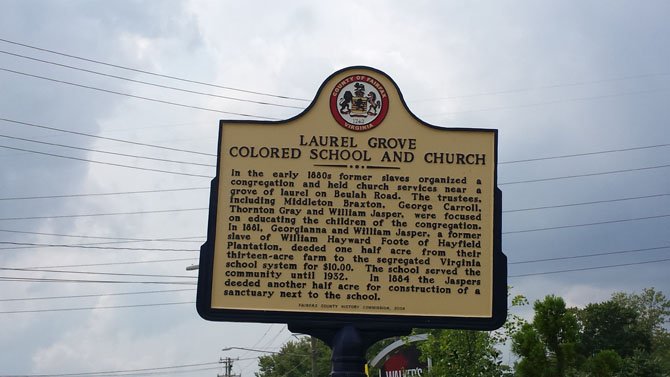 COUNTY OF FAIRFAX
1742
VIRGINIA
LAUREL GROVE
COLORED SCHOOL AND CHURCH
In the early 1880s former slaves organized a
congregation and held church services near a
grove of laurel on Beulah Road. The trustees,
including Middleton Braxton, George Carroll,
Thornton Gray and William Jasper, were focused
on educating the children of the congregation.
In 1881, Georgianna and William Jasper, a former
slave of William Hayward Foote of Hayfield
Plantation, deeded one half acre from their
thirteen-acre farm to the segregated Virginia
school system for $10.00. The school served the
community until 1932. In 1884 the Jaspers
deeded another half acre for construction of a
sanctuary next to the school.
FAIRFAX COUNTY HISTORY COMMISSION, 2008
WALKER'S